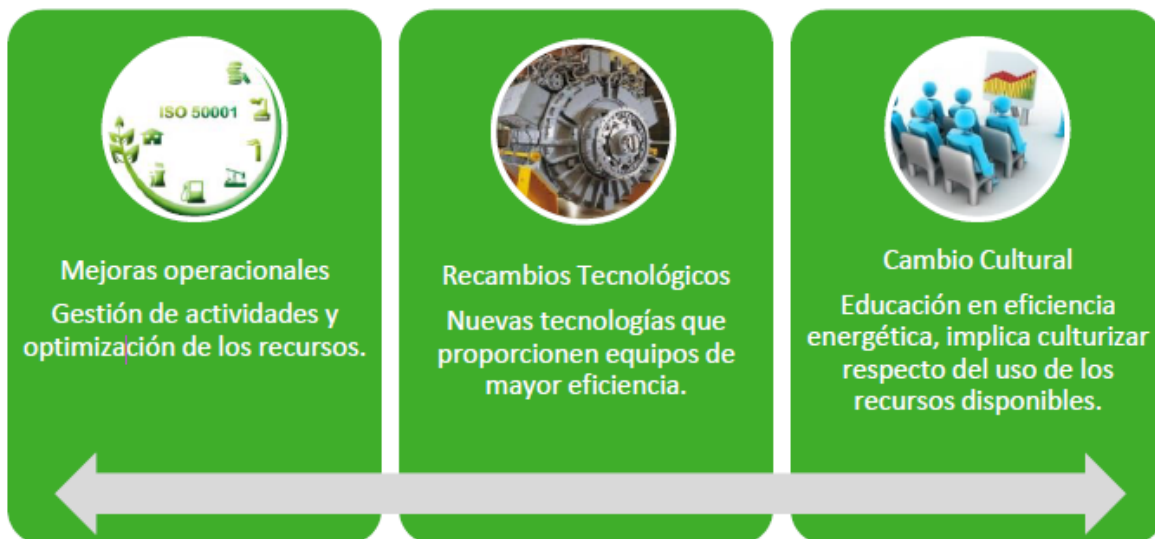 ISO 50001
Mejoras operacionales
Gestión de actividades y
optimización de los recursos.
Recambios Tecnológicos
Nuevas tecnologías que
proporcionen equipos de
mayor eficiencia.
Cambio Cultural
Educación en eficiencia
energética, implica culturizar
respecto del uso de los
recursos disponibles.